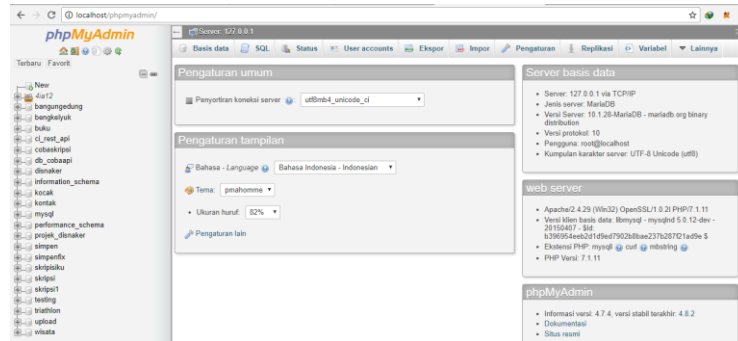 localhost/phpmyadmin/
phpMyAdmin
Terbaru Favorit
New
4ia12
bangungedung
bengkelyuk
buku
ci_rest_api
cobaskripsi
db_cobaapi
disnaker
information_schema
kocak
kontak
mysql
performance_schema
projek_disnaker
simpen
simpenfix
skripisiku
skripsi
skripsi1
testing
triathlon
upload
wisata
Server: 127.0.0.1
Basis data SQL Status User accounts Ekspor Impor Pengaturan Replikasi Variabel Lainnya
Pengaturan umum
Penyortiran koneksi server : utf8mb4_unicode_ci
Pengaturan tampilan
Bahasa - Language Bahasa Indonesia - Indonesian
Tema: pmahomme
Ukuran huruf: 82%
Pengaturan lain
Server basis data
Server: 127.0.0.1 via TCP/IP
Jenis server: MariaDB
Versi Server: 10.1.28-MariaDB - mariadb.org binary
distribution
Versi protokol: 10
Pengguna: root@localhost
Kumpulan karakter server: UTF-8 Unicode (utf8)
web server
Apache/2.4.29 (Win32) OpenSSL/1.0.2l PHP/7.1.11
Versi klien basis data: libmysql - mysqlnd 5.0.12-dev -
20150407 - $Id:
b396954eeb2d1d9ed7902b8bae237b287f21ad9e $
Ekstensi PHP: mysqli curl mbstring
PHP Versi: 7.1.11
phpMyAdmin
Informasi versi: 4.7.4, versi stabil terakhir: 4.8.2
Dokumentasi
Situs resmi